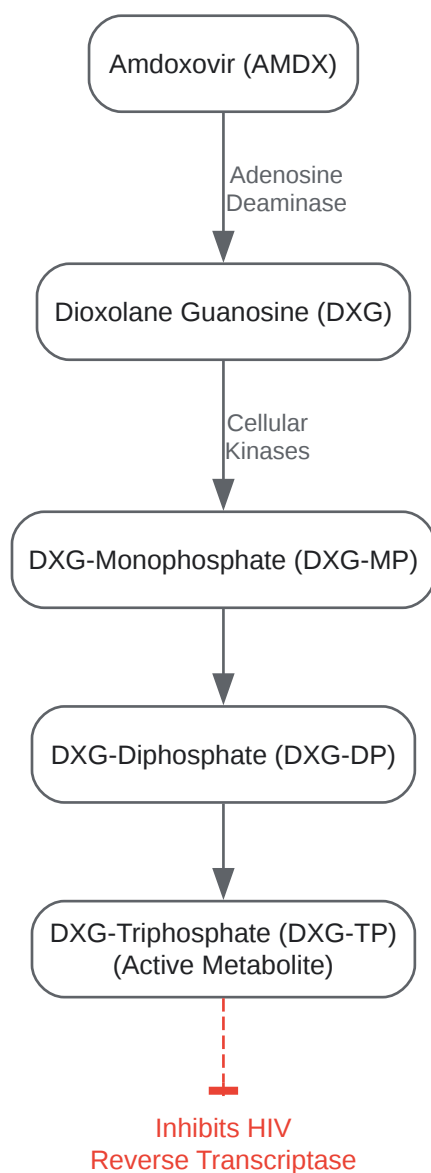 Amdoxovir (AMDX)
Adenosine
Deaminase
Dioxolane Guanosine (DXG)
Cellular
Kinases
DXG-Monophosphate (DXG-MP)
DXG-Diphosphate (DXG-DP)
DXG-Triphosphate (DXG-TP)
(Active Metabolite)
Inhibits HIV
Reverse Transcriptase